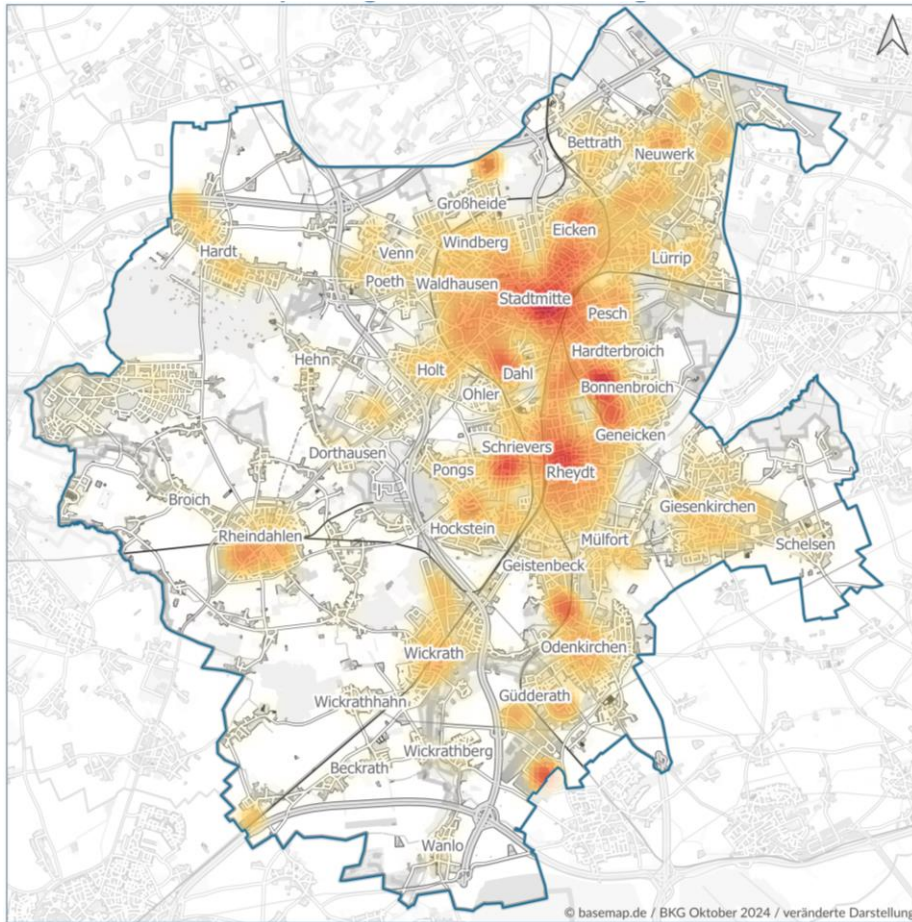 Bettrath
Neuwerk
Großheide
Eicken
Windberg
Hardt
Venn
Lürrip
Poeth
Waldhausen
Stadtmitte
Pesch
Hardterbroich
Hehn
Holt
Dahl
Bonnenbroich
Ohler
Geneicken
Schrievers
Dorthausen
Pongs
Rheydt
Broich
Giesenkirchen
Hockstein
Rheindahlen
Mülfort
Schelsen
Geistenbeck
Odenkirchen
Wickrath
Güdderath
Wickrathhahn
Wickrathberg
Beckrath
Wanlo
© basemap.de / BKG Oktober 2024 / veränderte Darstellung